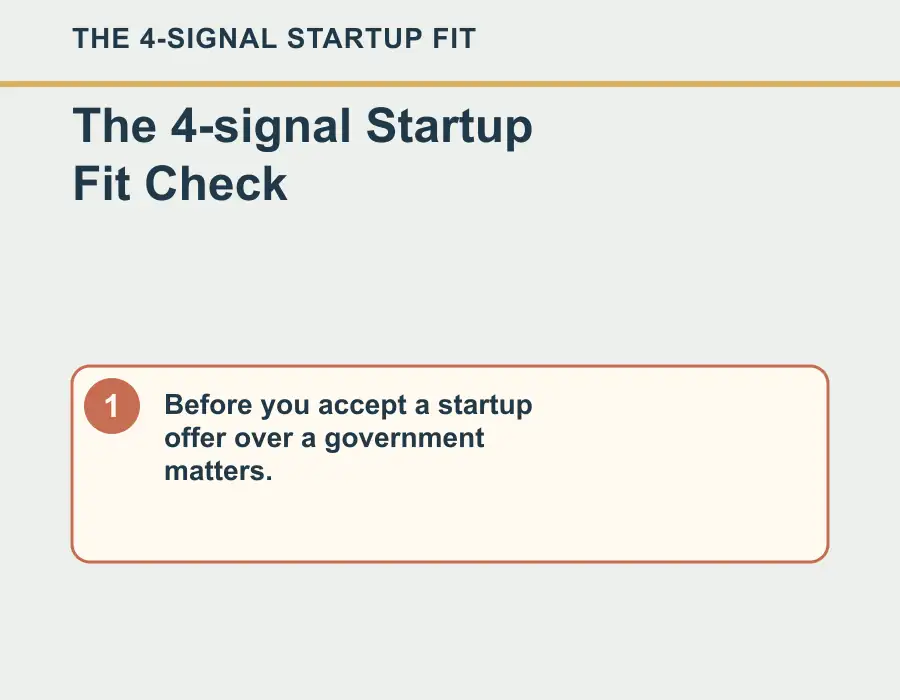 THE 4-SIGNAL STARTUP FIT
The 4-signal Startup
Fit Check
1
Before you accept a startup
offer over a government
matters.